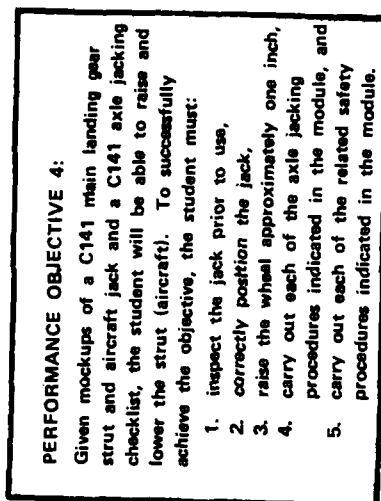 PERFORMANCE OBJECTIVE 4:
Given mockups of a C141 main landing gear
strut and aircraft jack and a C141 axle jacking
checklist, the student will be able to raise and
lower the strut (aircraft). To successfully
achieve the objective, the student must:
1. inspect the jack prior to use,
2. correctly position the jack,
3. raise the wheel approximately one inch,
4. carry out each of the axle jacking
procedures indicated in the module, and
5. carry out each of the related safety
procedures indicated in the module.